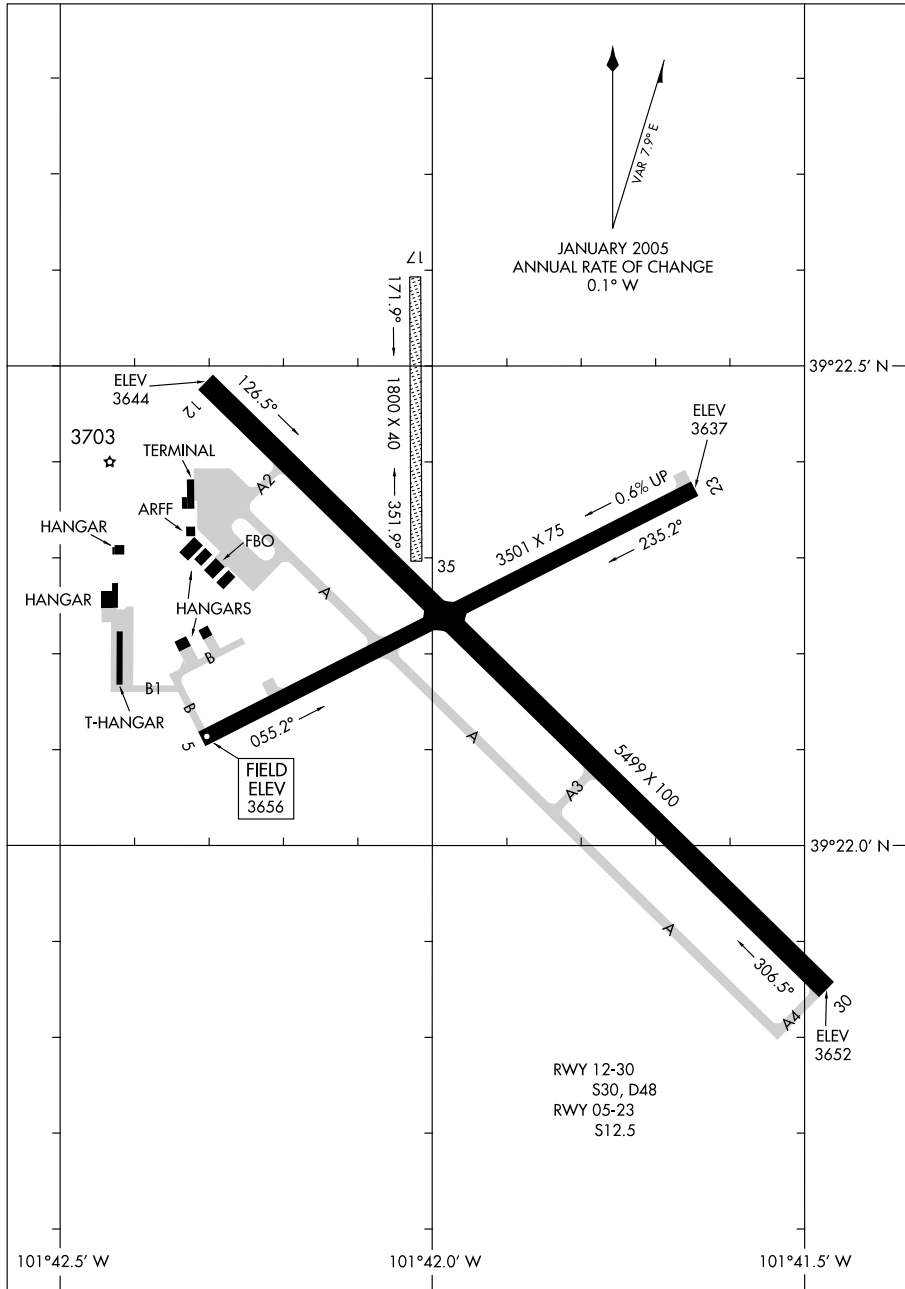 VAR 7.9° E
JANUARY 2005
ANNUAL RATE OF CHANGE
0.1° W
17
171.9°
1800 X 40
351.9°
35
39°22.5' N
ELEV
3644
12
126.5°
ELEV
3637
23
0.6% UP
3501 X 75
235.2°
3703
TERMINAL
A2
ARFF
HANGAR
FBO
HANGAR
HANGARS
A
B
B1
B
T-HANGAR
5
055.2°
FIELD
ELEV
3656
A
A3
5499 X 100
39°22.0' N
A
306.5°
A4
30
ELEV
3652
RWY 12-30
S30, D48
RWY 05-23
S12.5
101°42.5' W
101°42.0' W
101°41.5' W